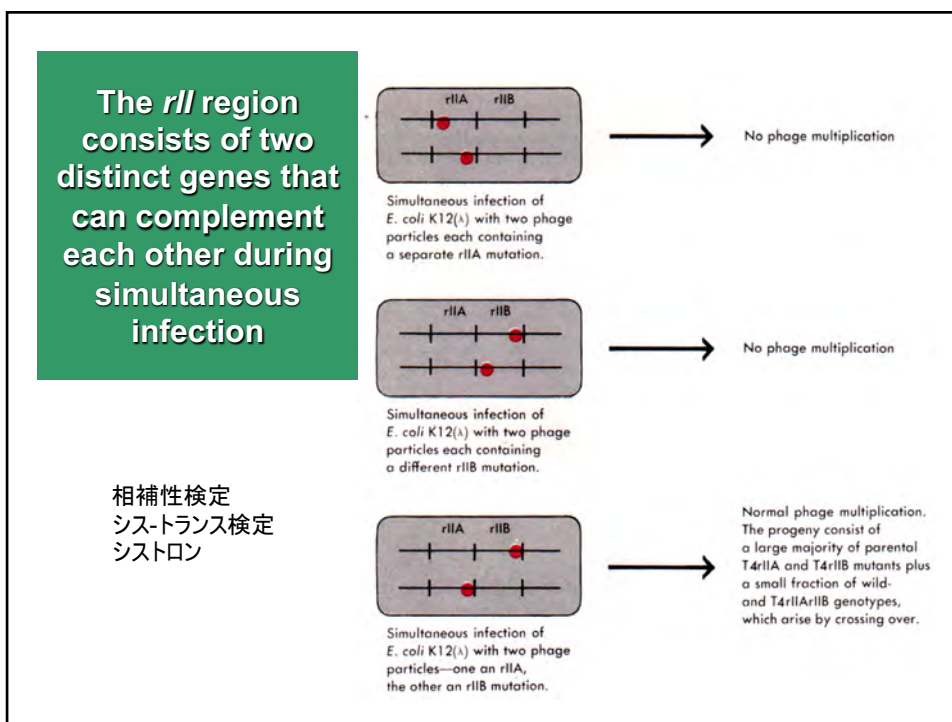 The rII region
consists of two
distinct genes that
can complement
each other during
simultaneous
infection
相補性検定
シス-トランス検定
シストロン
rIIA rIIB
Simultaneous infection of
E. coli K12(λ) with two phage
particles each containing
a separate rIIA mutation.
No phage multiplication
rIIA rIIB
Simultaneous infection of
E. coli K12(λ) with two phage
particles each containing
a different rIIB mutation.
No phage multiplication
rIIA rIIB
Simultaneous infection of
E. coli K12(λ) with two phage
particles—one an rIIA,
the other an rIIB mutation.
Normal phage multiplication.
The progeny consist of
a large majority of parental
T4rIIA and T4rIIB mutants plus
a small fraction of wild-
and T4rIIArIIB genotypes,
which arise by crossing over.